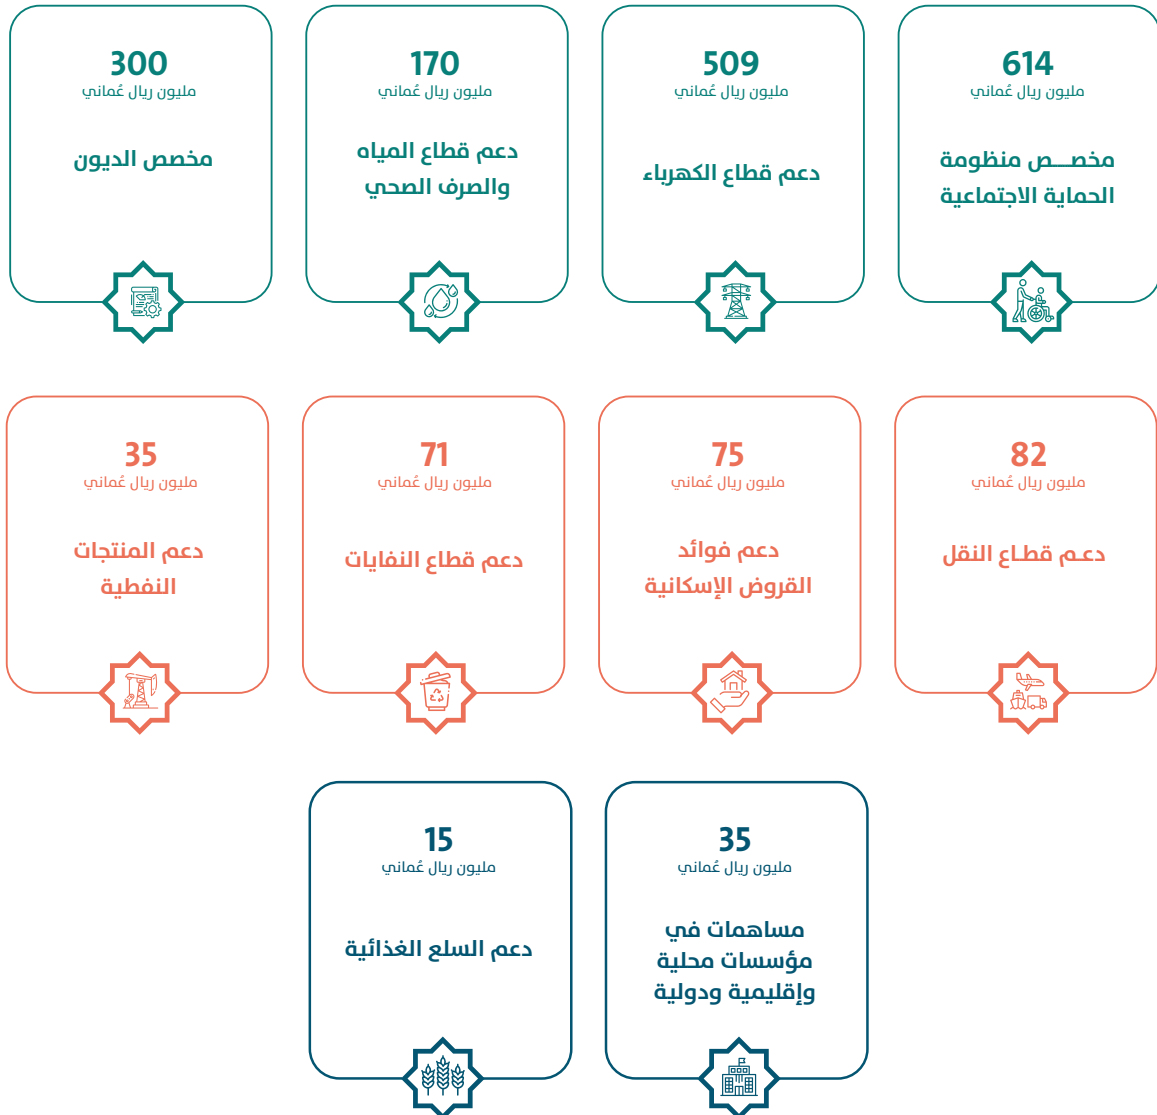 614
مليون ريال عُماني
مخصـــص منظومة
الحماية الاجتماعية
509
مليون ريال عُماني
دعم قطاع الكهرباء
170
مليون ريال عُماني
دعم قطاع المياه
والصرف الصحي
300
مليون ريال عُماني
مخصص الديون
82
مليون ريال عُماني
دعـم قطـاع النقل
75
مليون ريال عُماني
دعم فوائد
القروض الإسكانية
71
مليون ريال عُماني
دعم قطاع النفايات
35
مليون ريال عُماني
دعم المنتجات
النفطية
35
مليون ريال عُماني
مساهمات في
مؤسسات محلية
وإقليمية ودولية
15
مليون ريال عُماني
دعم السلع الغذائية